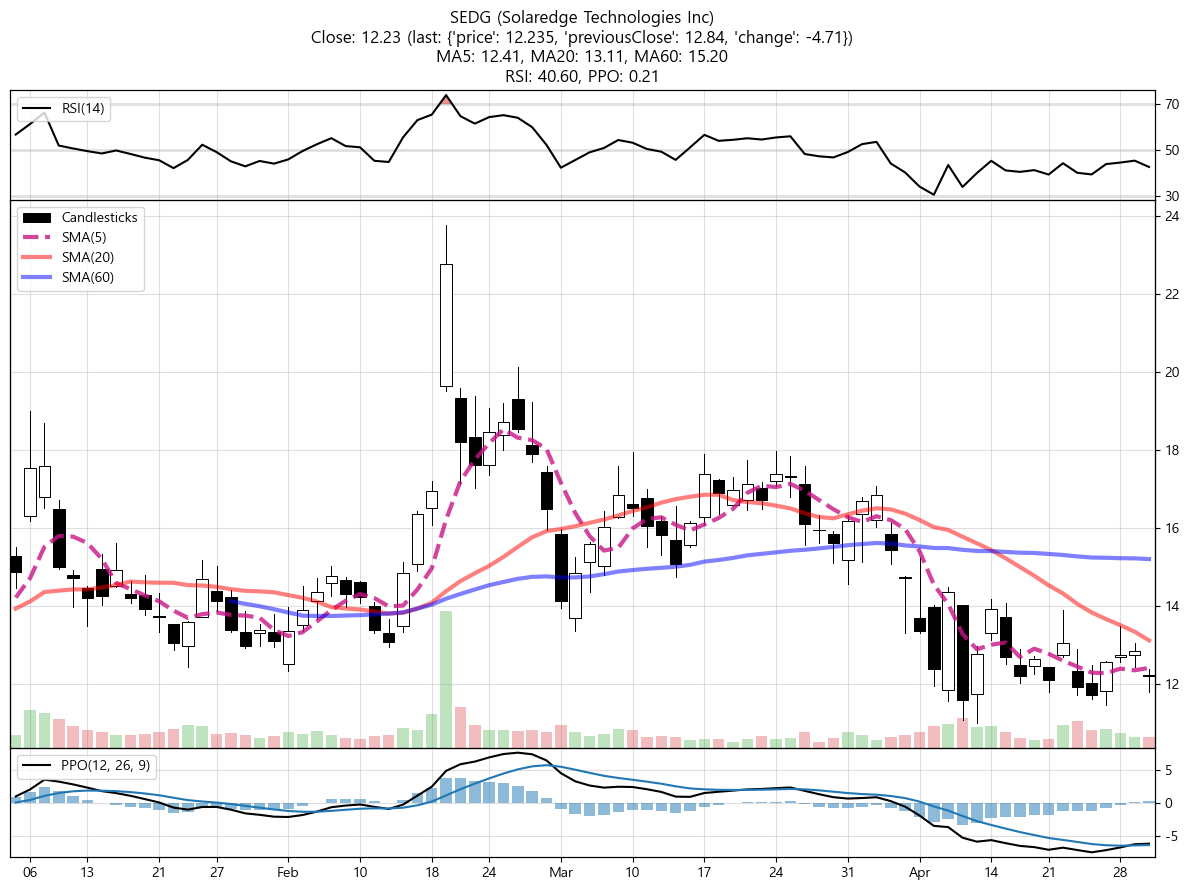 SEDG (Solaredge Technologies Inc)
Close: 12.23 (last: {'price': 12.235, 'previousClose': 12.84, 'change': -4.71})
MA5: 12.41, MA20: 13.11, MA60: 15.20
RSI: 40.60, PPO: 0.21
RSI(14)
70
50
30
Candlesticks
SMA(5)
SMA(20)
SMA(60)
24
22
20
18
16
14
12
PPO(12, 26, 9)
5
0
-5
06 13 21 27 Feb 10 18 24 Mar 10 17 24 31 Apr 14 21 28